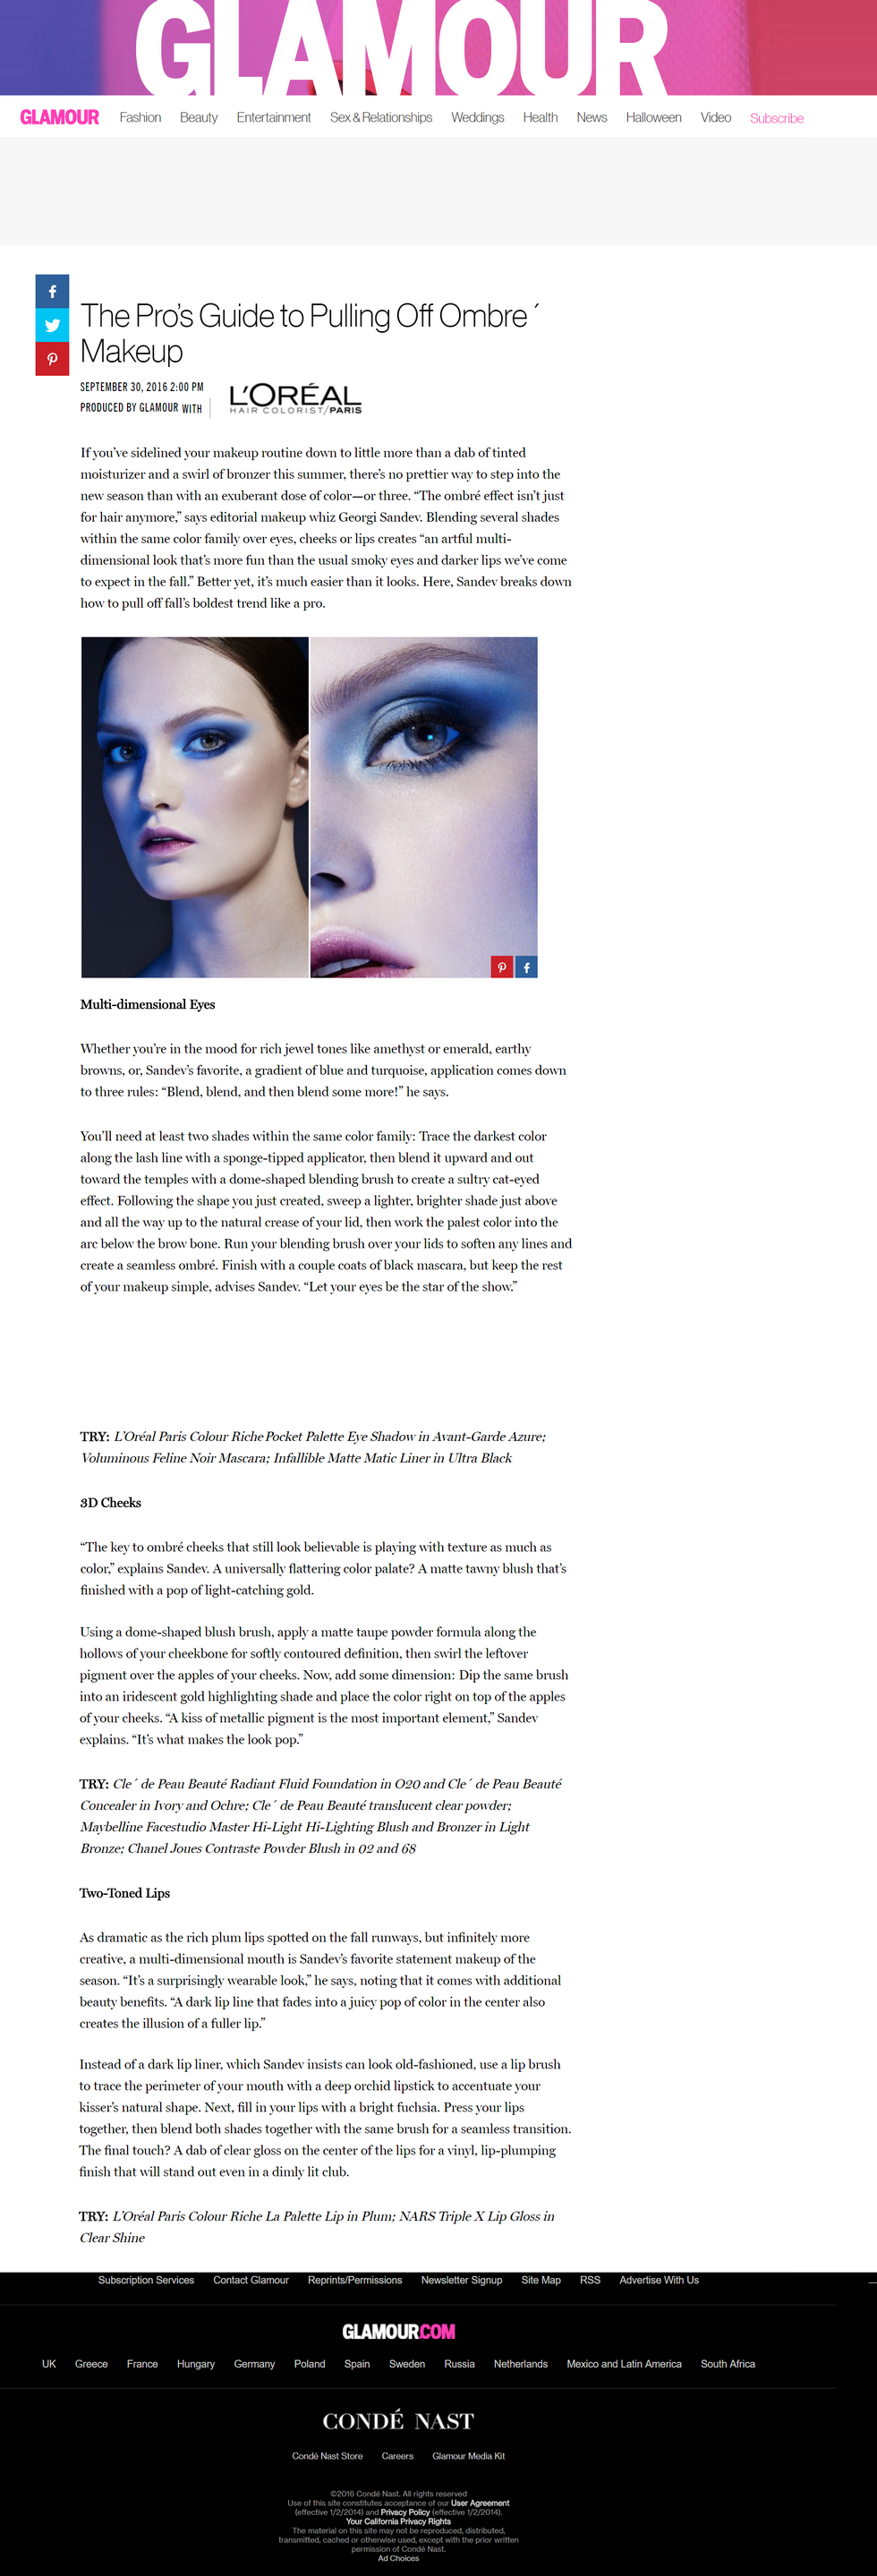 GLAMOUR
GLAMOUR Fashion Beauty Entertainment Sex & Relationships Weddings Health News Halloween Video Subscribe
The Pro's Guide to Pulling Off Ombre´
Makeup
SEPTEMBER 30, 2016 2:00 PM
PRODUCED BY GLAMOUR WITH
L'ORÉAL
HAIR COLORIST/PARIS
If you've sidelined your makeup routine down to little more than a dab of tinted
moisturizer and a swirl of bronzer this summer, there's no prettier way to step into the
new season than with an exuberant dose of color—or three. “The ombré effect isn't just
for hair anymore,” says editorial makeup whiz Georgi Sandev. Blending several shades
within the same color family over eyes, cheeks or lips creates “an artful multi-
dimensional look that's more fun than the usual smoky eyes and darker lips we've come
to expect in the fall.” Better yet, it's much easier than it looks. Here, Sandev breaks down
how to pull off fall's boldest trend like a pro.
Multi-dimensional Eyes
Whether you're in the mood for rich jewel tones like amethyst or emerald, earthy
browns, or, Sandev's favorite, a gradient of blue and turquoise, application comes down
to three rules: “Blend, blend, and then blend some more!” he says.
You'll need at least two shades within the same color family: Trace the darkest color
along the lash line with a sponge-tipped applicator, then blend it upward and out
toward the temples with a dome-shaped blending brush to create a sultry cat-eyed
effect. Following the shape you just created, sweep a lighter, brighter shade just above
and all the way up to the natural crease of your lid, then work the palest color into the
arc below the brow bone. Run your blending brush over your lids to soften any lines and
create a seamless ombré. Finish with a couple coats of black mascara, but keep the rest
of your makeup simple, advises Sandev. “Let your eyes be the star of the show.”
TRY: L'Oréal Paris Colour Riche Pocket Palette Eye Shadow in Avant-Garde Azure;
Voluminous Feline Noir Mascara; Infallible Matte Matic Liner in Ultra Black
3D Cheeks
“The key to ombré cheeks that still look believable is playing with texture as much as
color,” explains Sandev. A universally flattering color palate? A matte tawny blush that's
finished with a pop of light-catching gold.
Using a dome-shaped blush brush, apply a matte taupe powder formula along the
hollows of your cheekbone for softly contoured definition, then swirl the leftover
pigment over the apples of your cheeks. Now, add some dimension: Dip the same brush
into an iridescent gold highlighting shade and place the color right on top of the apples
of your cheeks. “A kiss of metallic pigment is the most important element,” Sandev
explains. “It's what makes the look pop.”
TRY: Cle´ de Peau Beauté Radiant Fluid Foundation in O20 and Cle´ de Peau Beauté
Concealer in Ivory and Ochre; Cle´ de Peau Beauté translucent clear powder;
Maybelline Facestudio Master Hi-Light Hi-Lighting Blush and Bronzer in Light
Bronze; Chanel Joues Contraste Powder Blush in 02 and 68
Two-Toned Lips
As dramatic as the rich plum lips spotted on the fall runways, but infinitely more
creative, a multi-dimensional mouth is Sandev's favorite statement makeup of the
season. “It's a surprisingly wearable look,” he says, noting that it comes with additional
beauty benefits. “A dark lip line that fades into a juicy pop of color in the center also
creates the illusion of a fuller lip.”
Instead of a dark lip liner, which Sandev insists can look old-fashioned, use a lip brush
to trace the perimeter of your mouth with a deep orchid lipstick to accentuate your
kisser's natural shape. Next, fill in your lips with a bright fuchsia. Press your lips
together, then blend both shades together with the same brush for a seamless transition.
The final touch? A dab of clear gloss on the center of the lips for a vinyl, lip-plumping
finish that will stand out even in a dimly lit club.
TRY: L'Oréal Paris Colour Riche La Palette Lip in Plum; NARS Triple X Lip Gloss in
Clear Shine
Subscription Services Contact Glamour Reprints/Permissions Newsletter Signup Site Map RSS Advertise With Us
GLAMOUR.COM
UK Greece France Hungary Germany Poland Spain Sweden Russia Netherlands Mexico and Latin America South Africa
CONDÉ NAST
Condé Nast Store Careers Glamour Media Kit
©2016 Condé Nast. All rights reserved
Use of this site constitutes acceptance of our User Agreement
(effective 1/2/2014) and Privacy Policy (effective 1/2/2014).
Your California Privacy Rights
The material on this site may not be reproduced, distributed,
transmitted, cached or otherwise used, except with the prior written
permission of Condé Nast.
Ad Choices